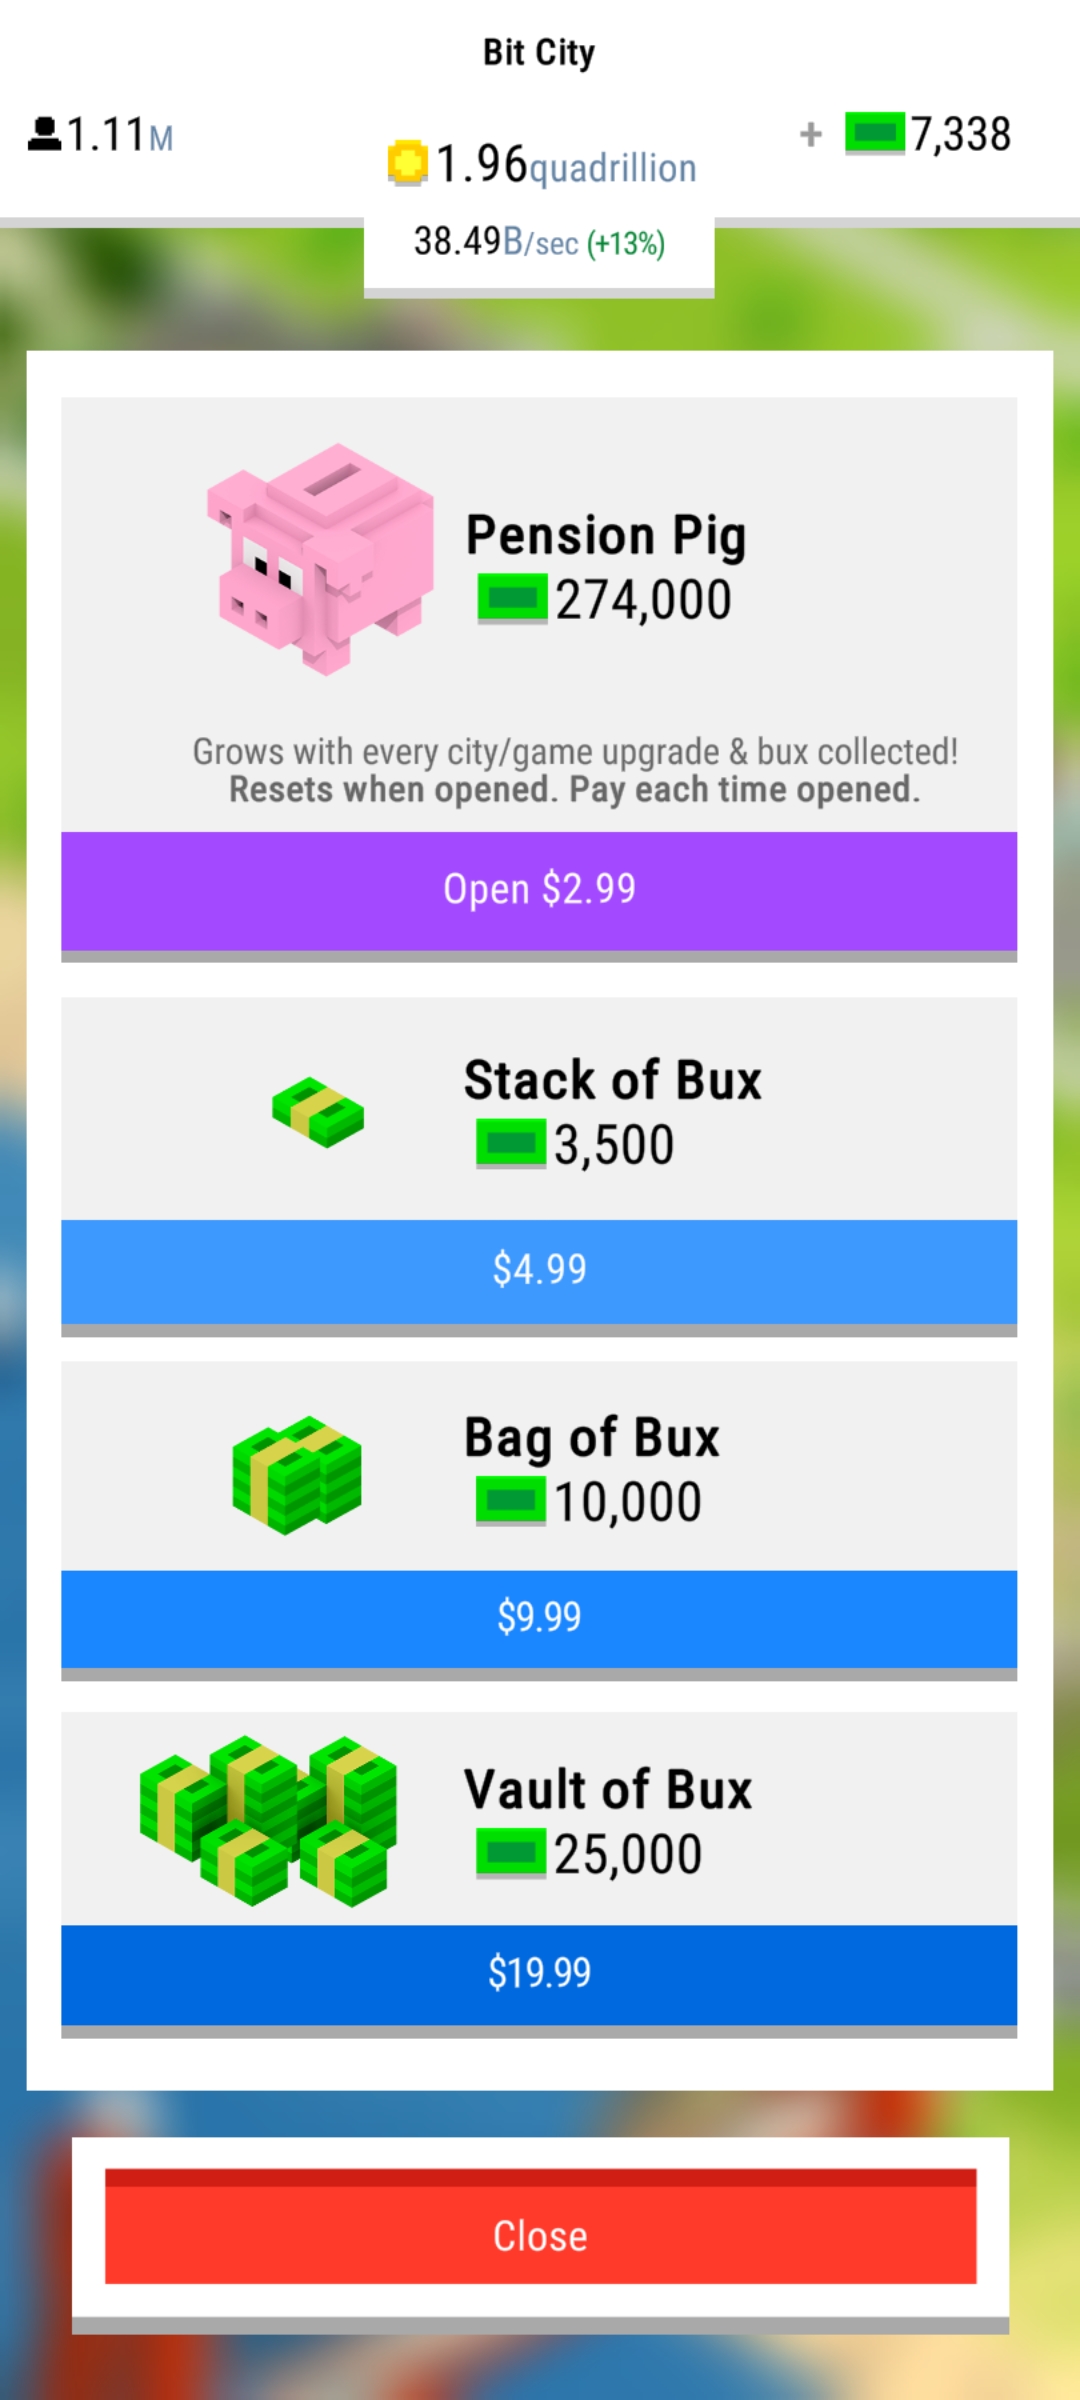 Bit City
1.11M
1.96quadrillion
+ 7,338
38.49B/sec (+13%)
Pension Pig
274,000
Grows with every city/game upgrade & bux collected!
Resets when opened. Pay each time opened.
Open $2.99
Stack of Bux
3,500
$4.99
Bag of Bux
10,000
$9.99
Vault of Bux
25,000
$19.99
Close